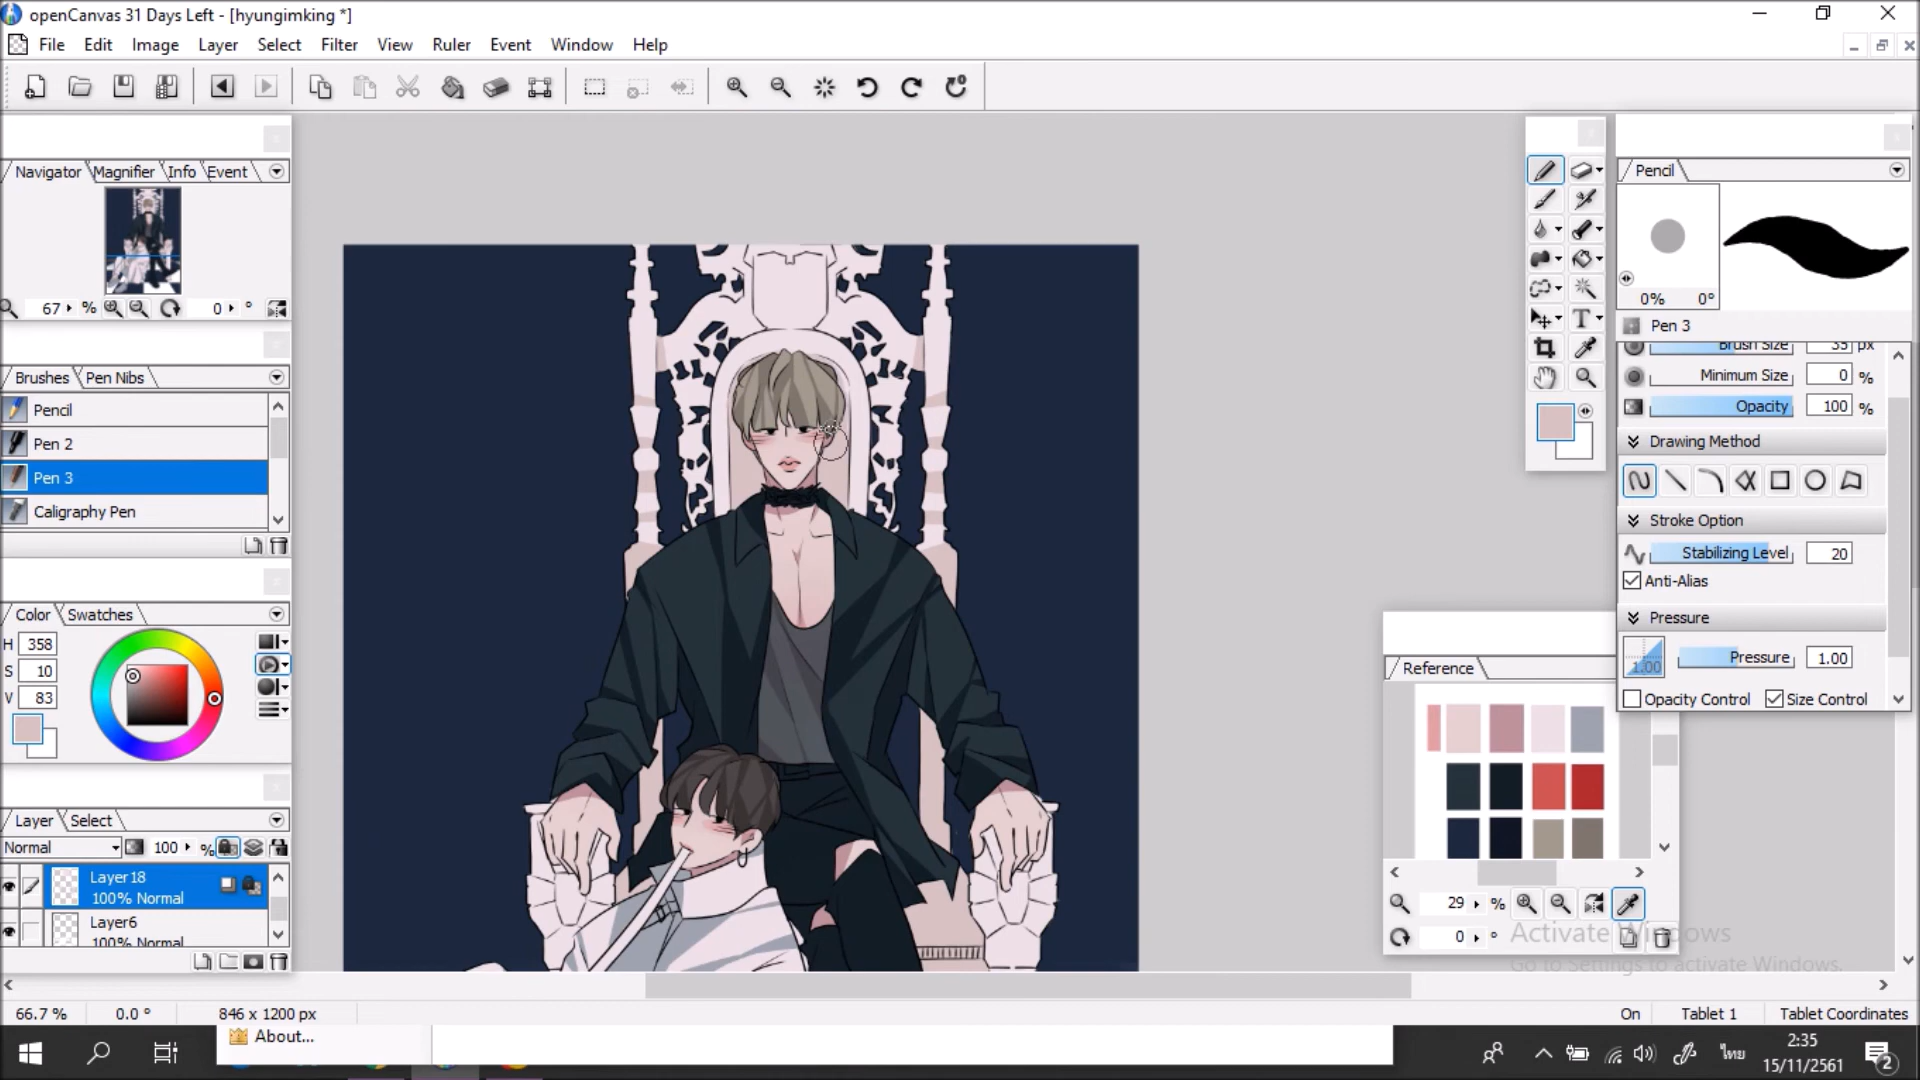 openCanvas 31 Days Left - [hyungimking *]
File Edit Image Layer Select Filter View Ruler Event Window Help
Navigator Magnifier Info Event
67 % 0 °
Brushes Pen Nibs
Pencil
Pen 2
Pen 3
Caligraphy Pen
Color Swatches
H 358
S 10
V 83
Layer Select
Normal 100 %
Layer18
100% Normal
Layer6
100% Normal
66.7 % 0.0 ° 846 x 1200 px
About...
Pencil
0% 0°
Pen 3
Brush Size 35 px
Minimum Size 0 %
Opacity 100 %
Drawing Method
Stroke Option
Stabilizing Level 20
Anti-Alias
Pressure
1.00 Pressure 1.00
Opacity Control Size Control
Reference
29 %
0 °
Activate Windows
Go to Settings to activate Windows.
On Tablet 1 Tablet Coordinates
ไทย
2:35
15/11/2561
2